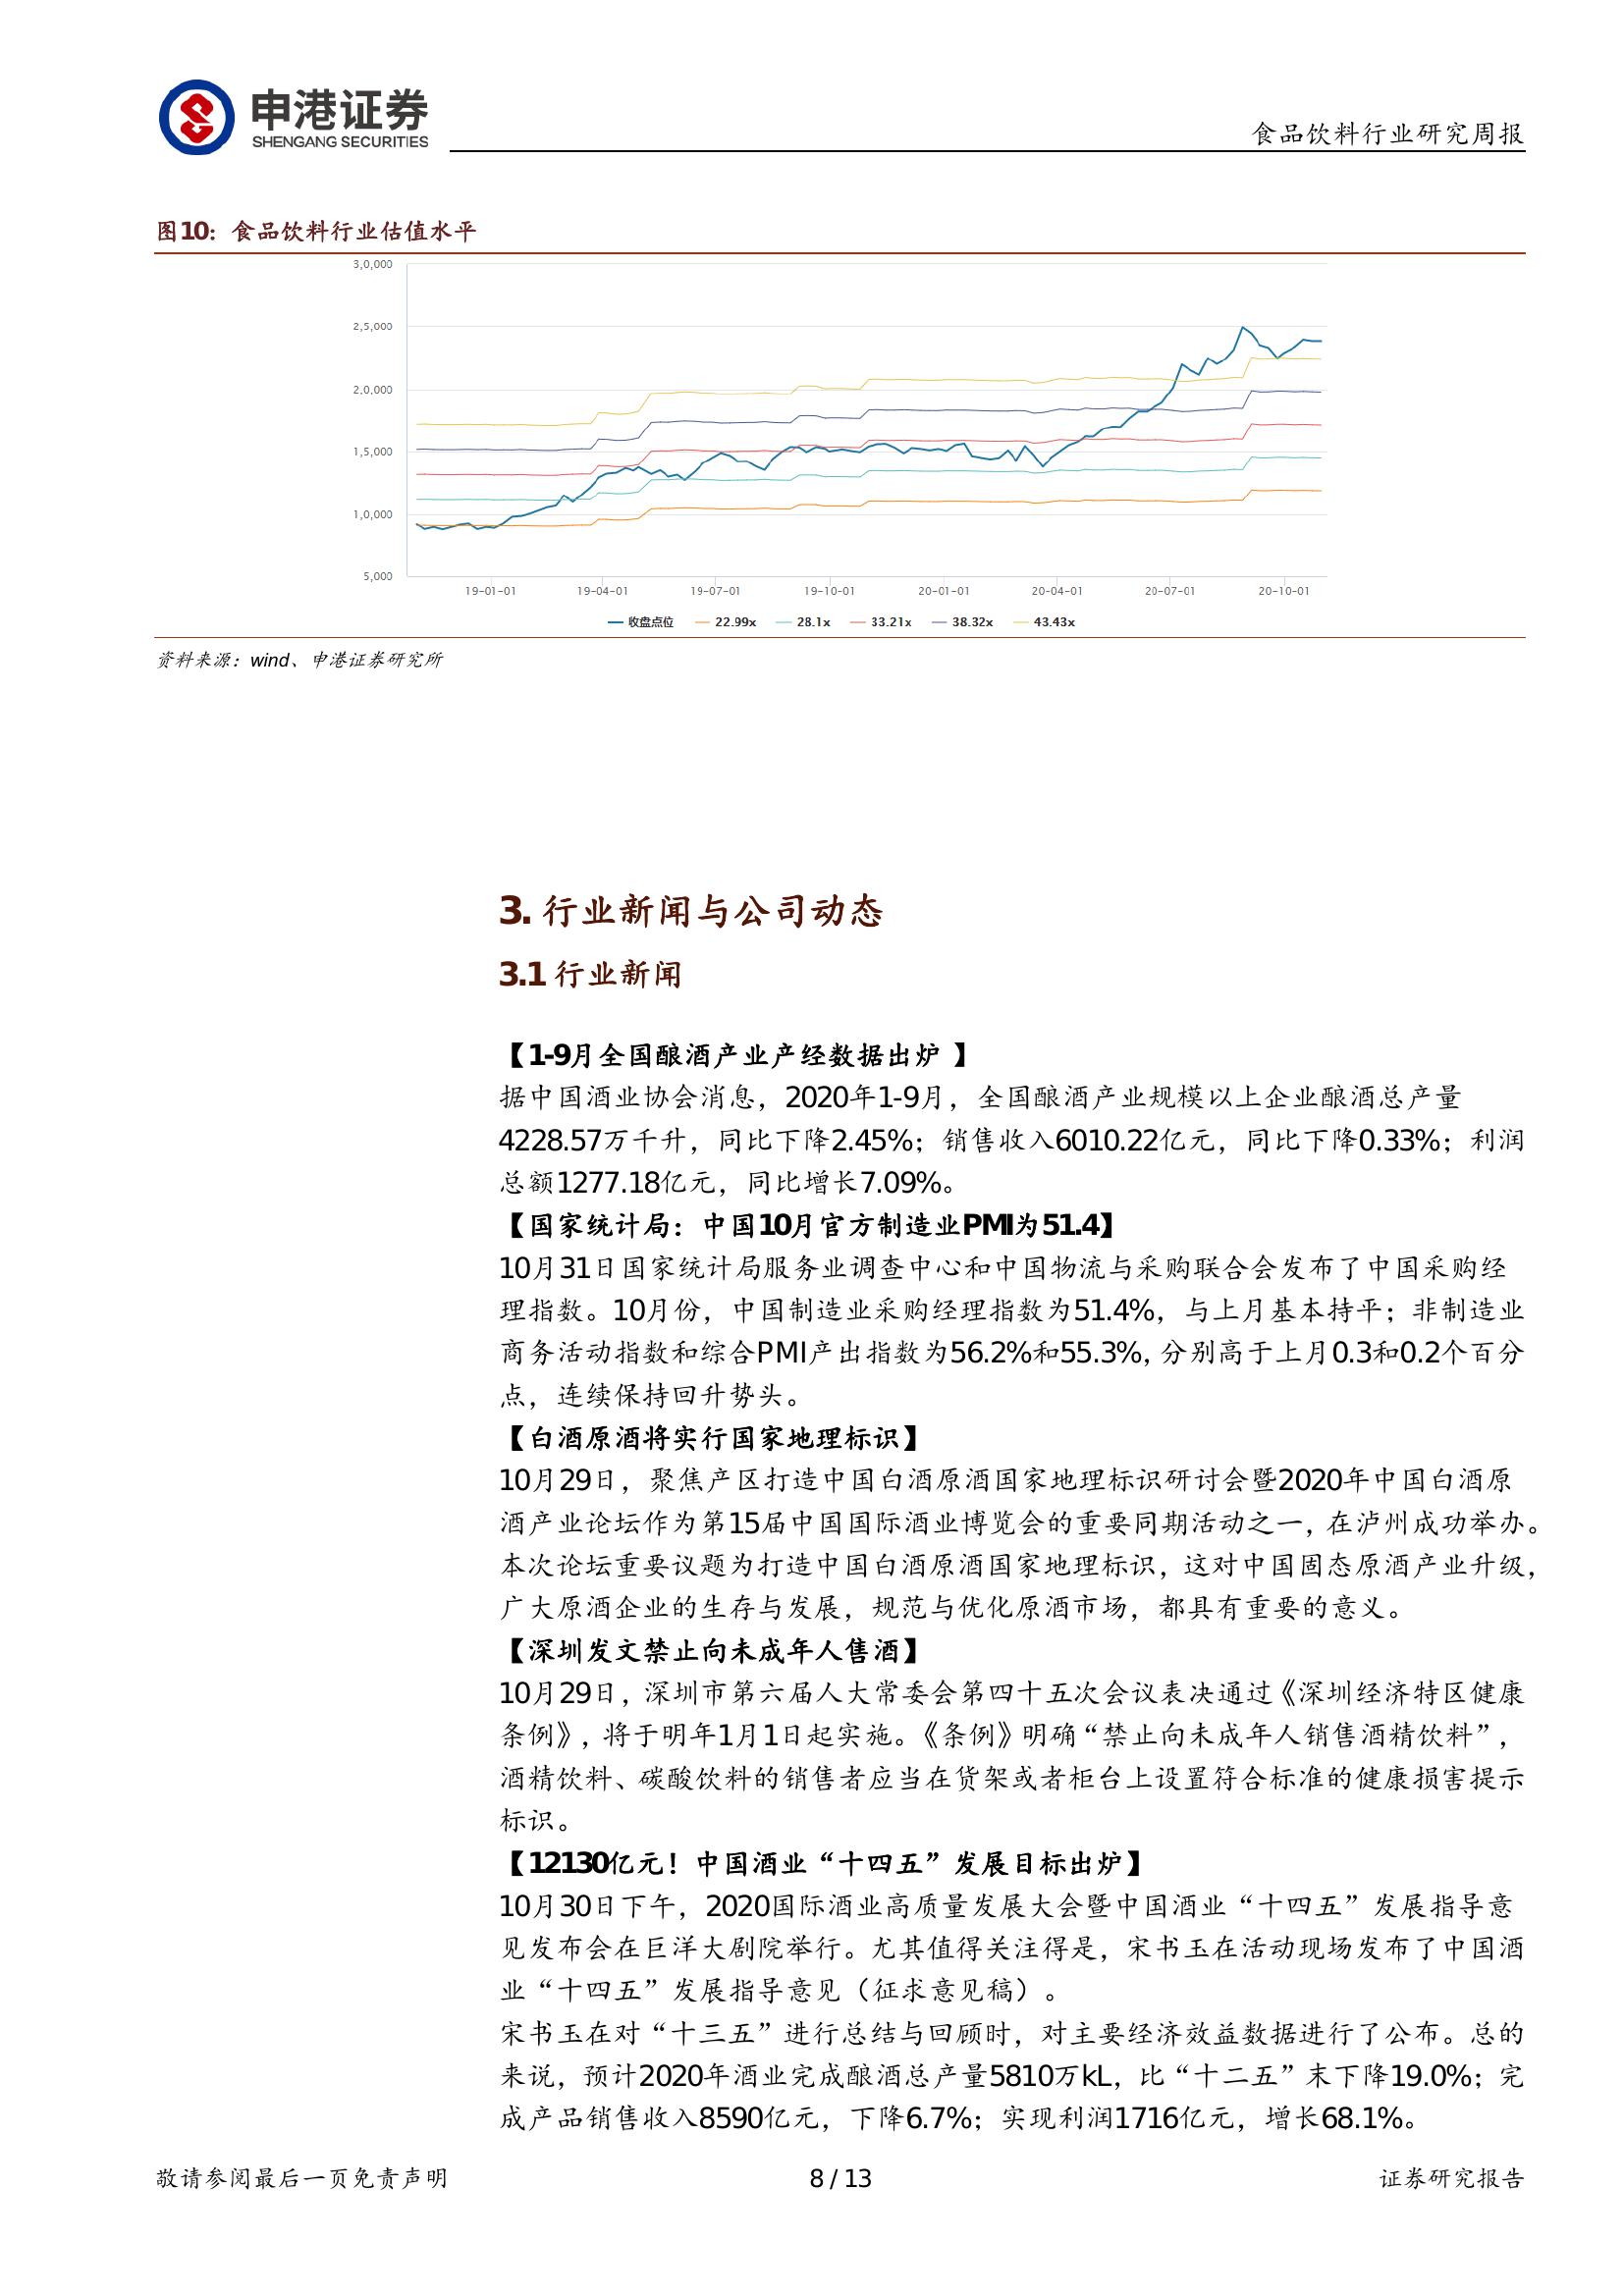 申港证券
SHENGANG SECURITIES
食品饮料行业研究周报
图10：食品饮料行业估值水平
3,0,000
2,5,000
2,0,000
1,5,000
1,0,000
5,000
19-01-01 19-04-01 19-07-01 19-10-01 20-01-01 20-04-01 20-07-01 20-10-01
收盘点位 22.99x 28.1x 33.21x 38.32x 43.43x
资料来源：wind、申港证券研究所
3. 行业新闻与公司动态
3.1 行业新闻
【1-9月全国酿酒产业产经数据出炉 】
据中国酒业协会消息，2020年1-9月，全国酿酒产业规模以上企业酿酒总产量
4228.57万千升，同比下降2.45%；销售收入6010.22亿元，同比下降0.33%；利润
总额1277.18亿元，同比增长7.09%。
【国家统计局：中国10月官方制造业PMI为51.4】
10月31日国家统计局服务业调查中心和中国物流与采购联合会发布了中国采购经
理指数。10月份，中国制造业采购经理指数为51.4%，与上月基本持平；非制造业
商务活动指数和综合PMI产出指数为56.2%和55.3%，分别高于上月0.3和0.2个百分
点，连续保持回升势头。
【白酒原酒将实行国家地理标识】
10月29日，聚焦产区打造中国白酒原酒国家地理标识研讨会暨2020年中国白酒原
酒产业论坛作为第15届中国国际酒业博览会的重要同期活动之一，在泸州成功举办。
本次论坛重要议题为打造中国白酒原酒国家地理标识，这对中国固态原酒产业升级，
广大原酒企业的生存与发展，规范与优化原酒市场，都具有重要的意义。
【深圳发文禁止向未成年人售酒】
10月29日，深圳市第六届人大常委会第四十五次会议表决通过《深圳经济特区健康
条例》，将于明年1月1日起实施。《条例》明确“禁止向未成年人销售酒精饮料”，
酒精饮料、碳酸饮料的销售者应当在货架或者柜台上设置符合标准的健康损害提示
标识。
【12130亿元！中国酒业“十四五”发展目标出炉】
10月30日下午，2020国际酒业高质量发展大会暨中国酒业“十四五”发展指导意
见发布会在巨洋大剧院举行。尤其值得关注得是，宋书玉在活动现场发布了中国酒
业“十四五”发展指导意见（征求意见稿）。
宋书玉在对“十三五”进行总结与回顾时，对主要经济效益数据进行了公布。总的
来说，预计2020年酒业完成酿酒总产量5810万kL，比“十二五”末下降19.0%；完
成产品销售收入8590亿元，下降6.7%；实现利润1716亿元，增长68.1%。
敬请参阅最后一页免责声明
8 / 13
证券研究报告